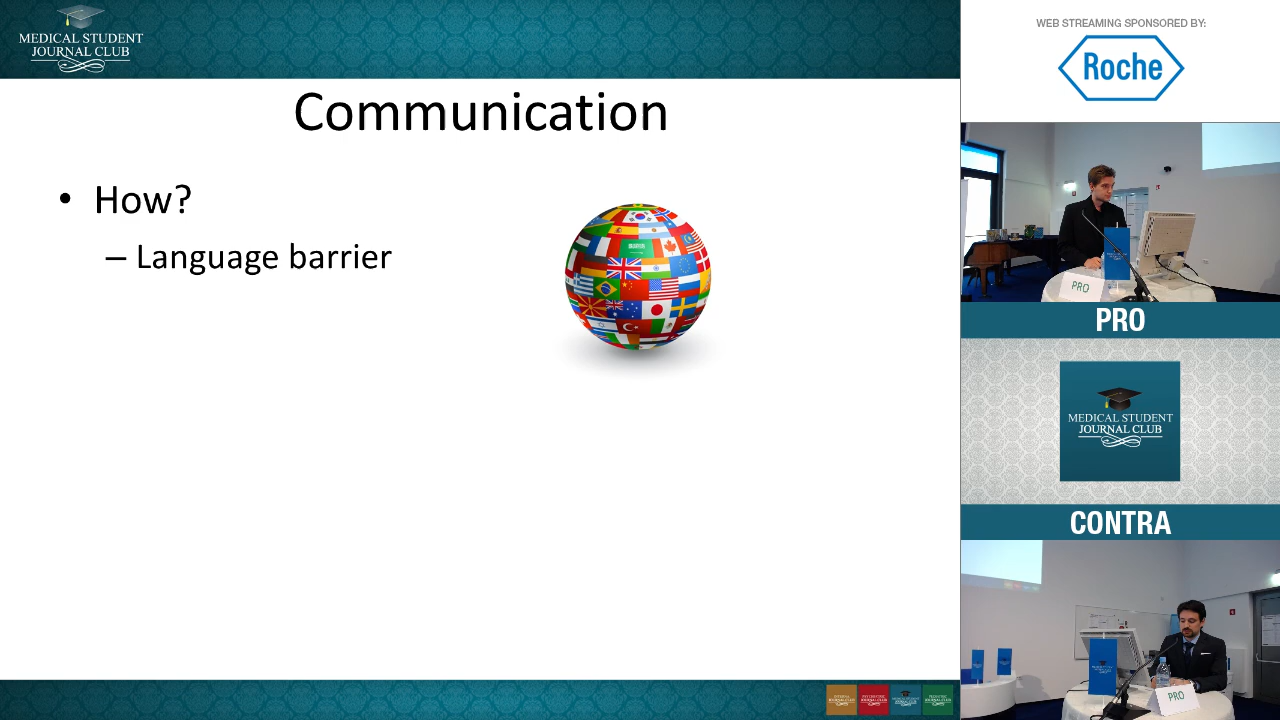 MEDICAL STUDENT
JOURNAL CLUB
Communication
• How?
– Language barrier
WEB STREAMING SPONSORED BY:
Roche
PRO
PRO
MEDICAL STUDENT
JOURNAL CLUB
CONTRA
PRO